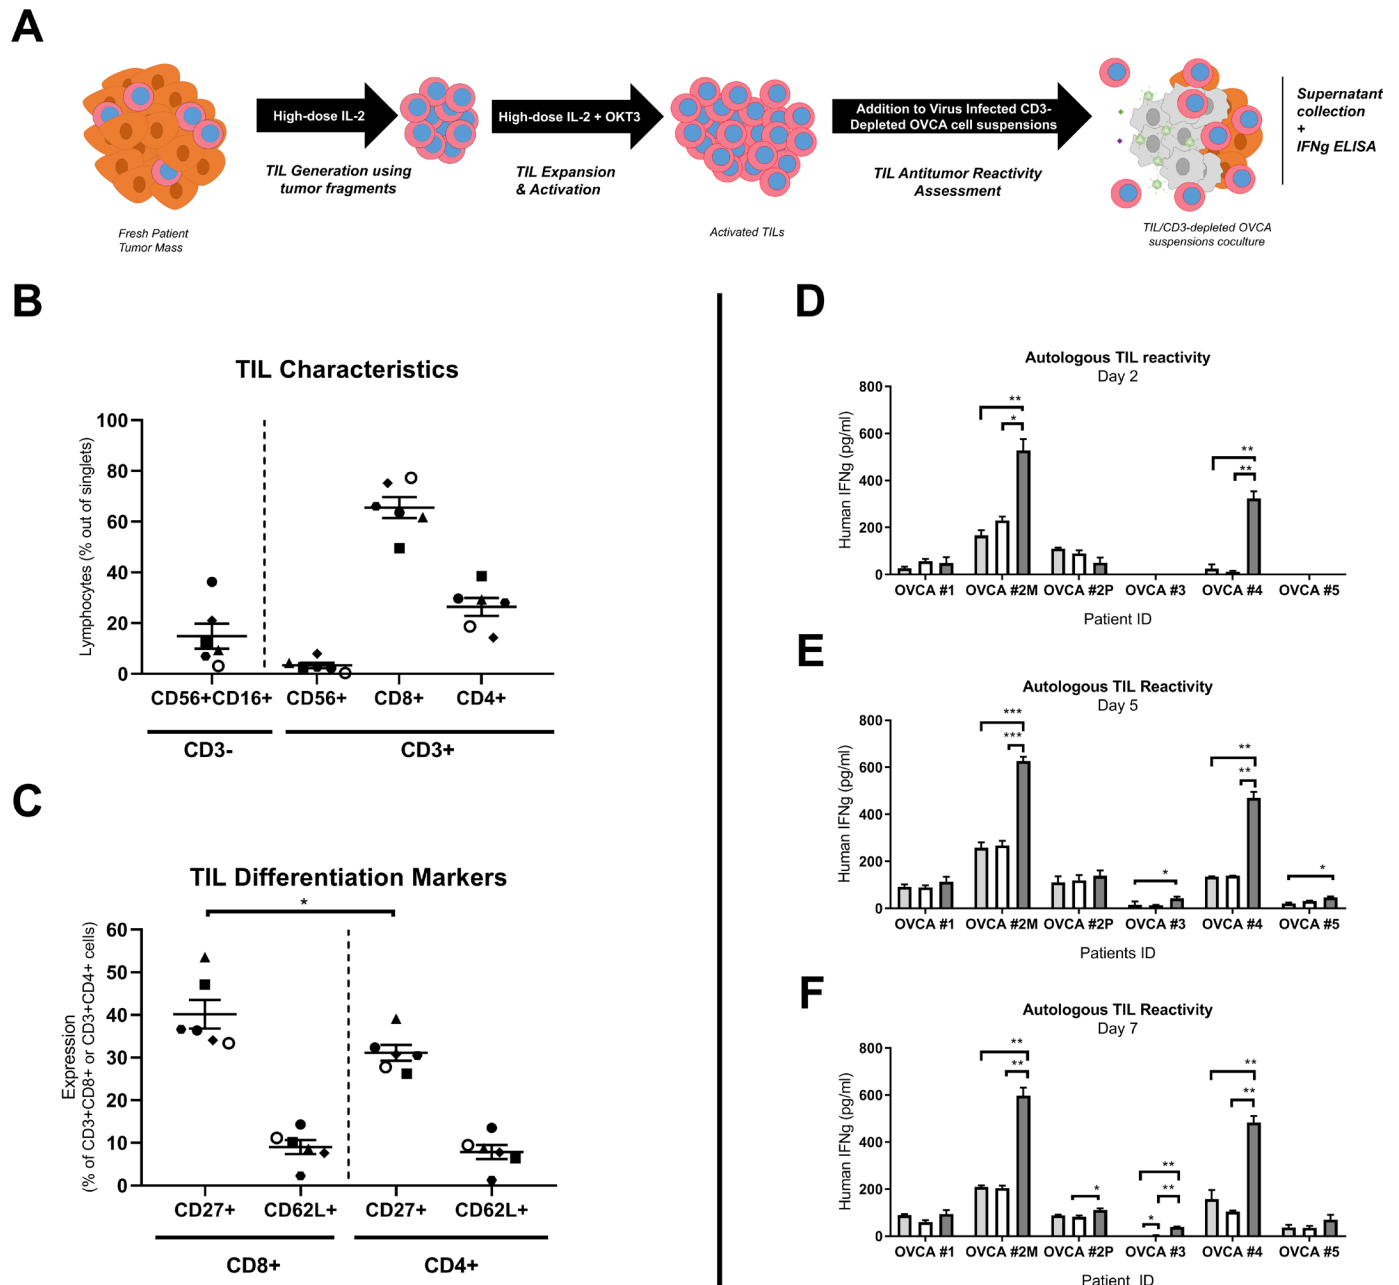 A
High-dose IL-2
TIL Generation using
tumor fragments
High-dose IL-2 + OKT3
TIL Expansion
& Activation
Addition to Virus Infected CD3-
Depleted OVCA cell suspensions
TIL Antitumor Reactivity
Assessment
Supernatant
collection
+
IFNg ELISA
Fresh Patient
Tumor Mass
Activated TILs
TIL/CD3-depleted OVCA
suspensions coculture
B
TIL Characteristics
Lymphocytes (% out of singlets)
100
80
60
40
20
0
CD56+CD16+ CD56+ CD8+ CD4+
CD3- CD3+
C
TIL Differentiation Markers
*
Expression
(% of CD3+CD8+ or CD3+CD4+ cells)
60
50
40
30
20
10
0
CD27+ CD62L+ CD27+ CD62L+
CD8+ CD4+
D
Autologous TIL reactivity
Day 2
Human IFNg (pg/ml)
800
600
400
200
0
** * ** **
OVCA #1 OVCA #2M OVCA #2P OVCA #3 OVCA #4 OVCA #5
Patient ID
E
Autologous TIL Reactivity
Day 5
Human IFNg (pg/ml)
800
600
400
200
0
*** *** * ** ** *
OVCA #1 OVCA #2M OVCA #2P OVCA #3 OVCA #4 OVCA #5
Patients ID
F
Autologous TIL Reactivity
Day 7
Human IFNg (pg/ml)
800
600
400
200
0
** ** * * ** ** ** **
OVCA #1 OVCA #2M OVCA #2P OVCA #3 OVCA #4 OVCA #5
Patient ID